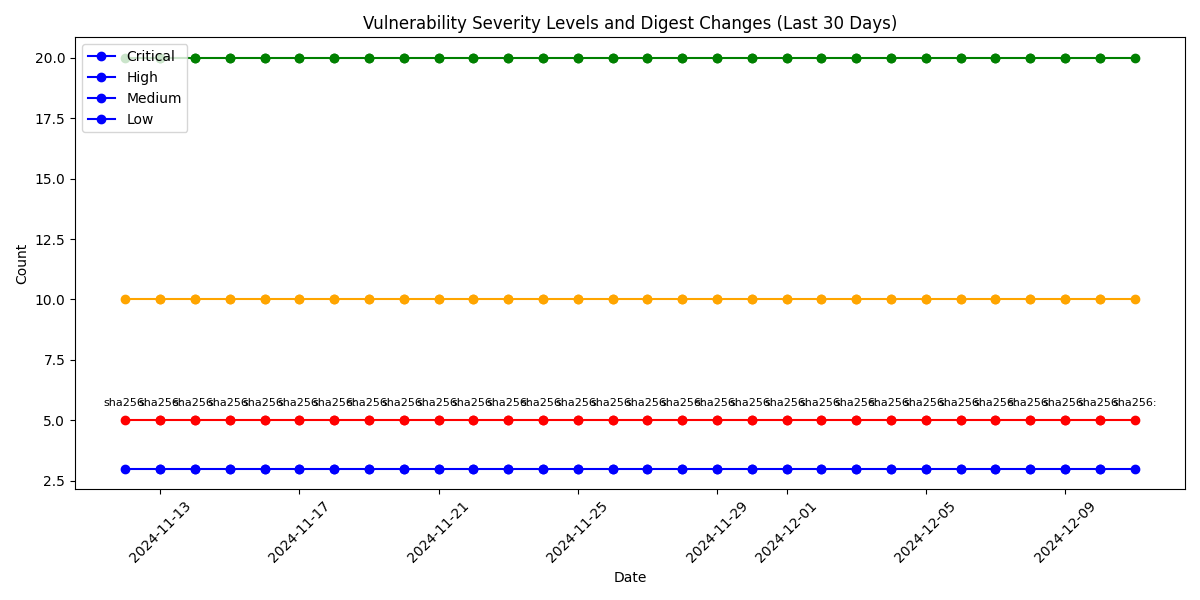 Vulnerability Severity Levels and Digest Changes (Last 30 Days)
Critical
High
Medium
Low
Count
20.0
17.5
15.0
12.5
10.0
7.5
5.0
2.5
sha256: sha256: sha256: sha256: sha256: sha256: sha256: sha256: sha256: sha256: sha256: sha256: sha256: sha256: sha256: sha256: sha256: sha256: sha256: sha256: sha256: sha256: sha256: sha256: sha256: sha256: sha256: sha256: sha256: sha256:
2024-11-13
2024-11-17
2024-11-21
2024-11-25
2024-11-29
2024-12-01
2024-12-05
2024-12-09
Date